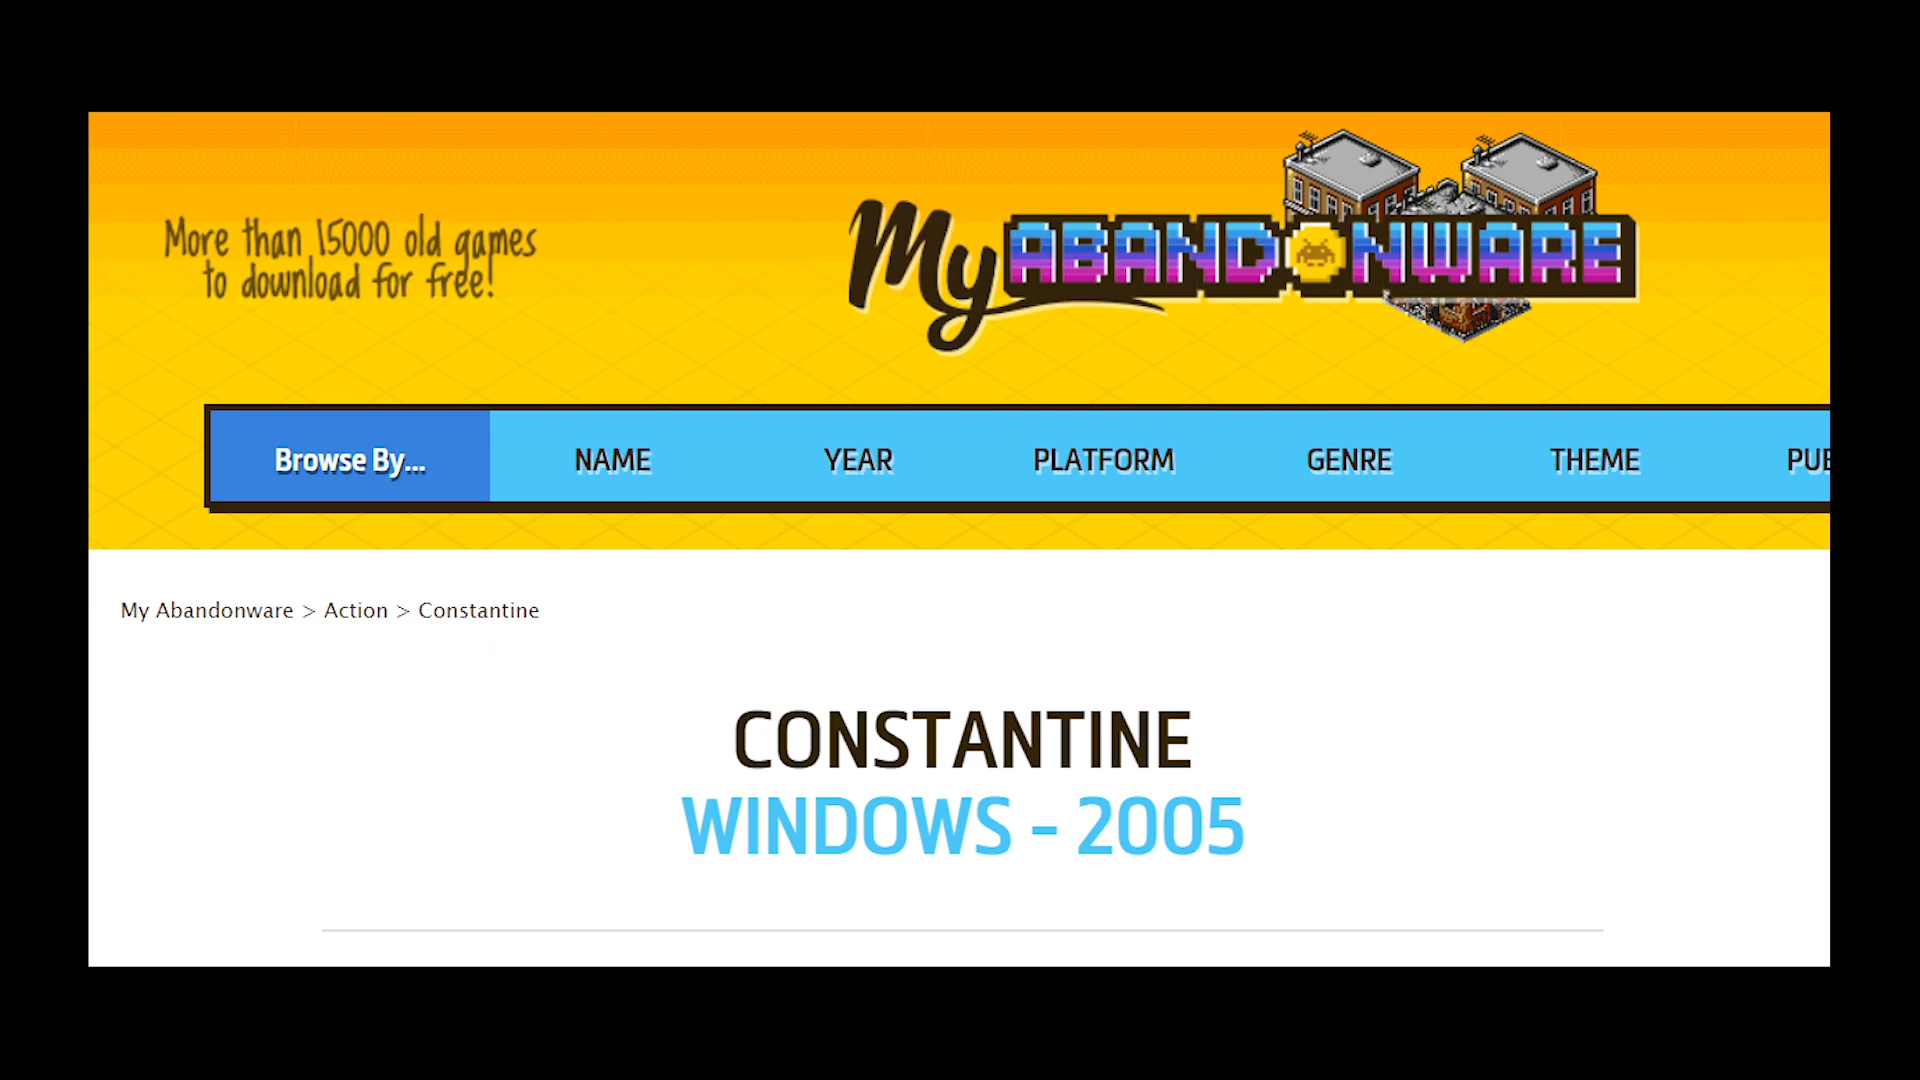 More than 15000 old games
to download for free!
My ABANDONWARE
Browse By... NAME YEAR PLATFORM GENRE THEME PUB
My Abandonware > Action > Constantine
CONSTANTINE
WINDOWS - 2005